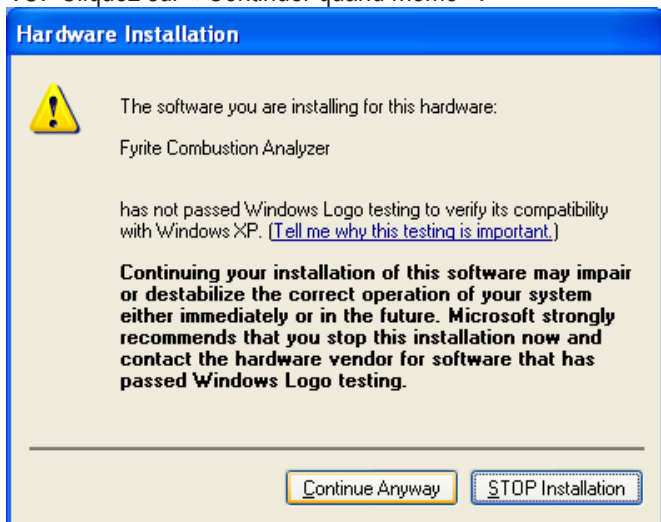 Hardware Installation
The software you are installing for this hardware:
Fyrite Combustion Analyzer
has not passed Windows Logo testing to verify its compatibility
with Windows XP. (Tell me why this testing is important.)
Continuing your installation of this software may impair
or destabilize the correct operation of your system
either immediately or in the future. Microsoft strongly
recommends that you stop this installation now and
contact the hardware vendor for software that has
passed Windows Logo testing.
Continue Anyway STOP Installation